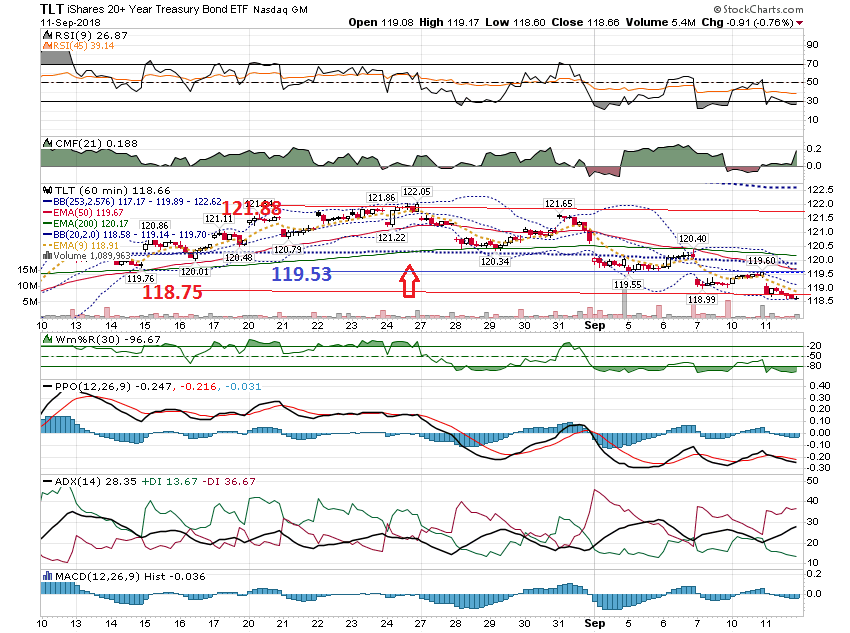 TLT iShares 20+ Year Treasury Bond ETF Nasdaq GM
© StockCharts.com
11-Sep-2018
Open 119.08 High 119.17 Low 118.60 Close 118.66 Volume 5.4M Chg -0.91 (-0.76%)
RSI(9) 26.87
RSI(45) 39.14
90
70
50
30
10
CMF(21) 0.188
0.2
0.0
TLT (60 min) 118.66
BB(253,2.576) 117.17 - 119.89 - 122.62
EMA(50) 119.67
EMA(200) 120.17
BB(20,2.0) 118.58 - 119.14 - 119.70
EMA(9) 118.91
Volume 1,089,963
121.88
119.53
118.75
119.76
120.86
120.01
121.11
120.48
120.79
121.86
121.22
122.05
120.34
121.65
119.55
120.40
118.99
119.60
122.5
122.0
121.5
121.0
120.5
120.0
119.5
119.0
118.5
15M
10M
5M
10 13 14 15 16 17 20 21 22 23 24 27 28 29 30 31 Sep 5 6 7 10 11
Wm%R(30) -96.67
-20
-50
-80
PPO(12,26,9) -0.247, -0.216, -0.031
0.40
0.30
0.20
0.10
0.00
-0.10
-0.20
-0.30
ADX(14) 28.35 +DI 13.67 -DI 36.67
50
40
30
20
10
MACD(12,26,9) Hist -0.036
0.2
0.0
10 13 14 15 16 17 20 21 22 23 24 27 28 29 30 31 Sep 5 6 7 10 11